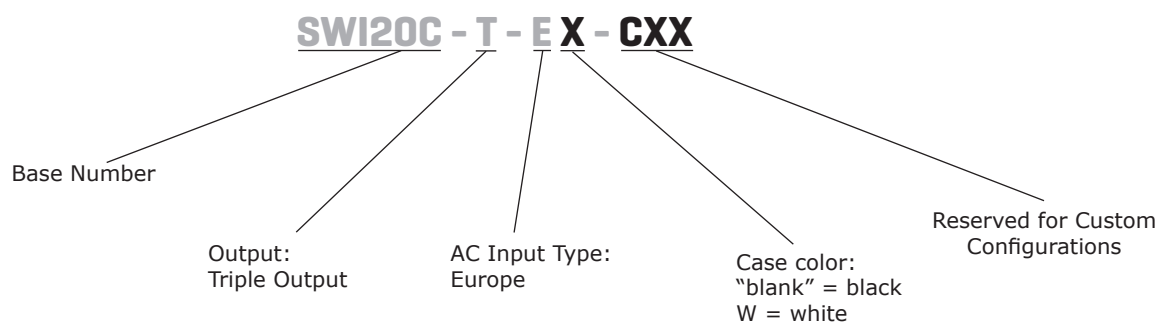 SWI20C - T - E X - CXX
Base Number
Output:
Triple Output
AC Input Type:
Europe
Case color:
“blank” = black
W = white
Reserved for Custom
Configurations